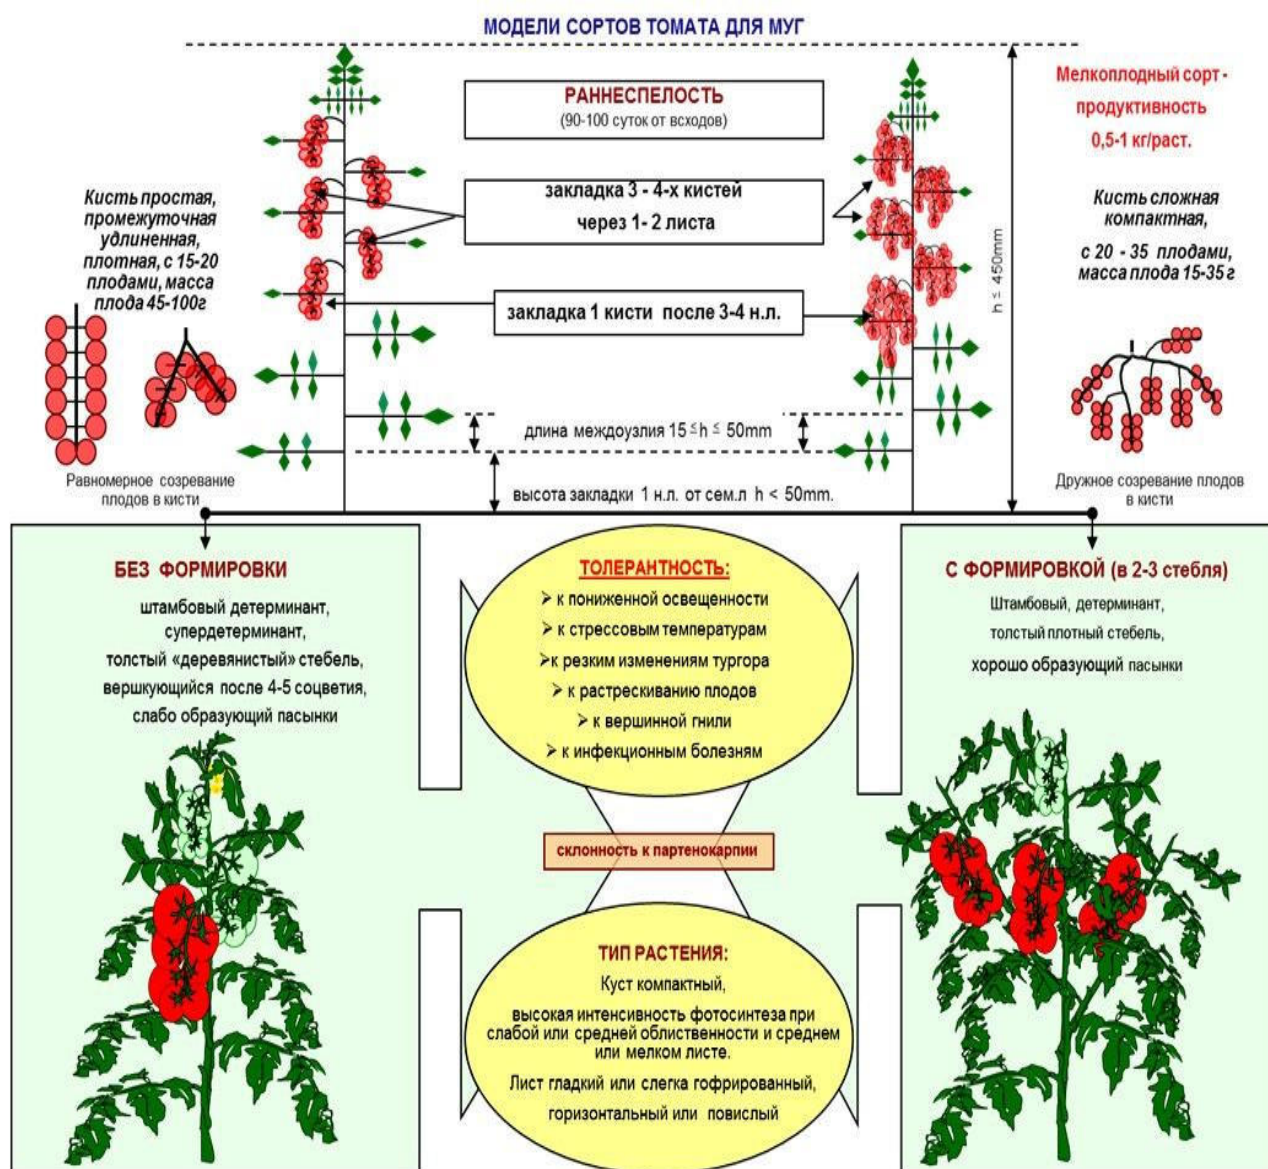 МОДЕЛИ СОРТОВ ТОМАТА ДЛЯ МУГ
РАННЕСПЕЛОСТЬ
(90-100 суток от всходов)
Мелкоплодный сорт -
продуктивность
0,5-1 кг/раст.
Кисть простая,
промежуточная
удлиненная,
плотная, с 15-20
плодами, масса
плода 45-100г
закладка 3 - 4-х кистей
через 1- 2 листа
Кисть сложная
компактная,
с 20 - 35 плодами,
масса плода 15-35 г
h ≤ 450mm
закладка 1 кисти после 3-4 н.л.
длина междоузлия 15 ≤ h ≤ 50mm
Равномерное созревание
плодов в кисти
высота закладки 1 н.л. от сем.л h < 50mm.
Дружное созревание плодов
в кисти
БЕЗ ФОРМИРОВКИ
штамбовый детерминант,
супердетерминант,
толстый «деревянистый» стебель,
вершкующийся после 4-5 соцветия,
слабо образующий пасынки
ТОЛЕРАНТНОСТЬ:
➢ к пониженной освещенности
➢ к стрессовым температурам
➢ к резким изменениям тургора
➢ к растрескиванию плодов
➢ к вершинной гнили
➢ к инфекционным болезням
С ФОРМИРОВКОЙ (в 2-3 стебля)
Штамбовый, детерминант,
толстый плотный стебель,
хорошо образующий пасынки
склонность к партенокарпии
ТИП РАСТЕНИЯ:
Куст компактный,
высокая интенсивность фотосинтеза при
слабой или средней облиственности и среднем
или мелком листе.
Лист гладкий или слегка гофрированный,
горизонтальный или повислый